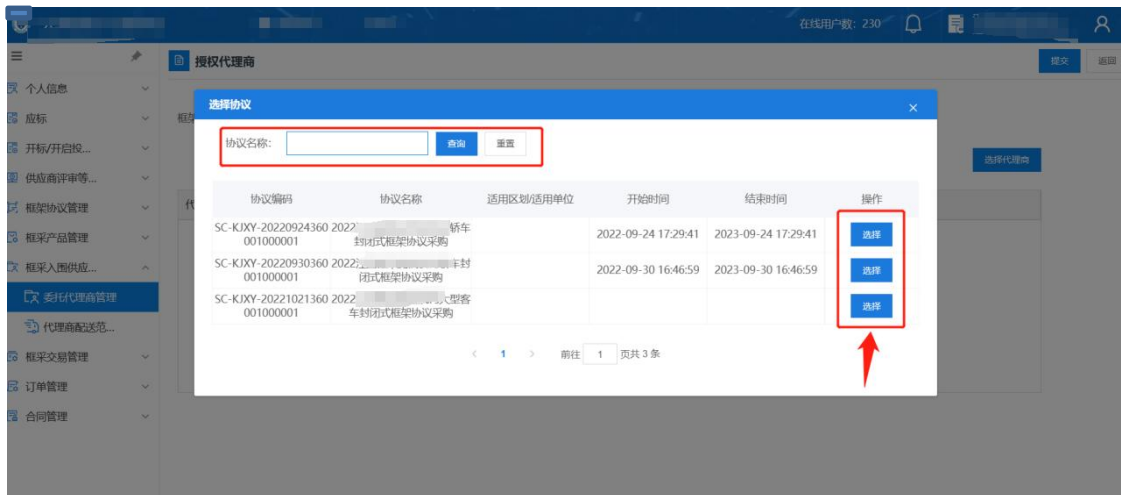 在线用户数: 230
授权代理商
提交
返回
个人信息
应标
开标/开启投...
供应商评审等...
框架协议管理
框采产品管理
框采入围供应...
委托代理商管理
代理商配送范...
框采交易管理
订单管理
合同管理
选择代理商
选择协议
协议名称:
查询
重置
协议编码 协议名称 适用区划/适用单位 开始时间 结束时间 操作
SC-KJXY-20220924360 2022 轿车
001000001 封闭式框架协议采购 2022-09-24 17:29:41 2023-09-24 17:29:41 选择
SC-KJXY-20220930360 2022 车封
001000001 闭式框架协议采购 2022-09-30 16:46:59 2023-09-30 16:46:59 选择
SC-KJXY-20221021360 2022 大型客
001000001 车封闭式框架协议采购 选择
1 前往 1 页共 3 条